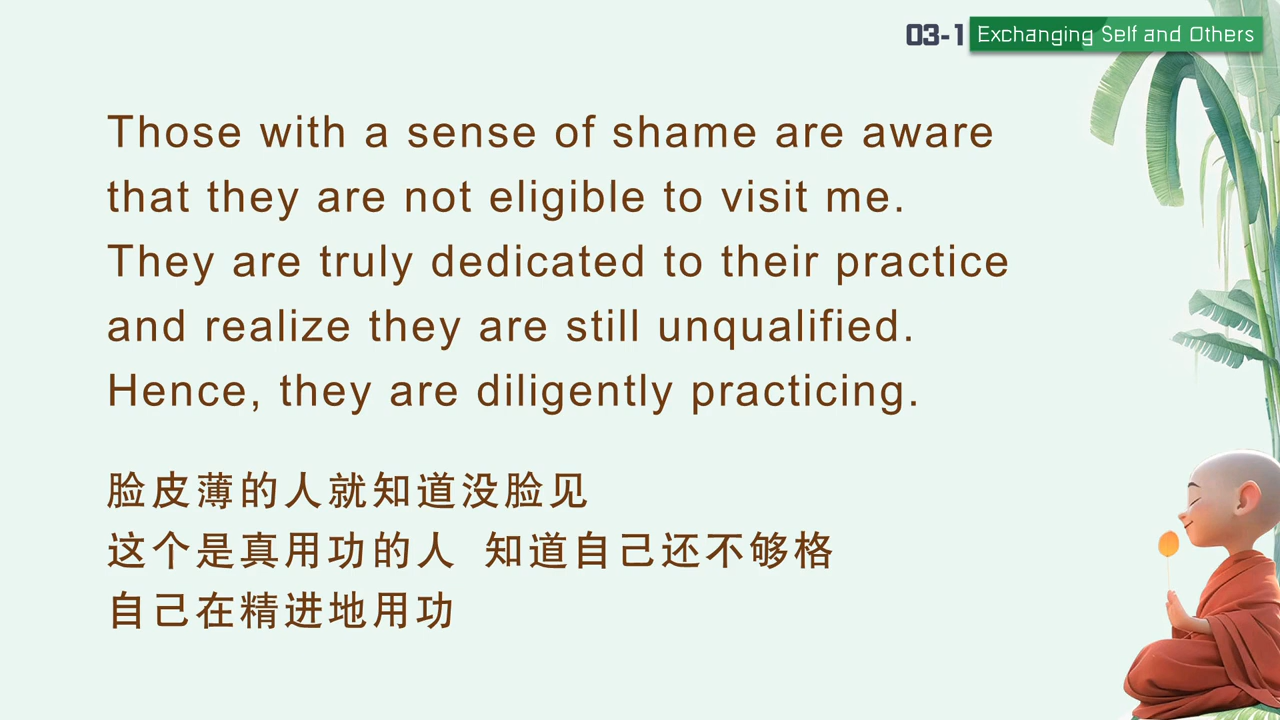 03-1 Exchanging Self and Others
Those with a sense of shame are aware
that they are not eligible to visit me.
They are truly dedicated to their practice
and realize they are still unqualified.
Hence, they are diligently practicing.
脸皮薄的人就知道没脸见
这个是真用功的人 知道自己还不够格
自己在精进地用功